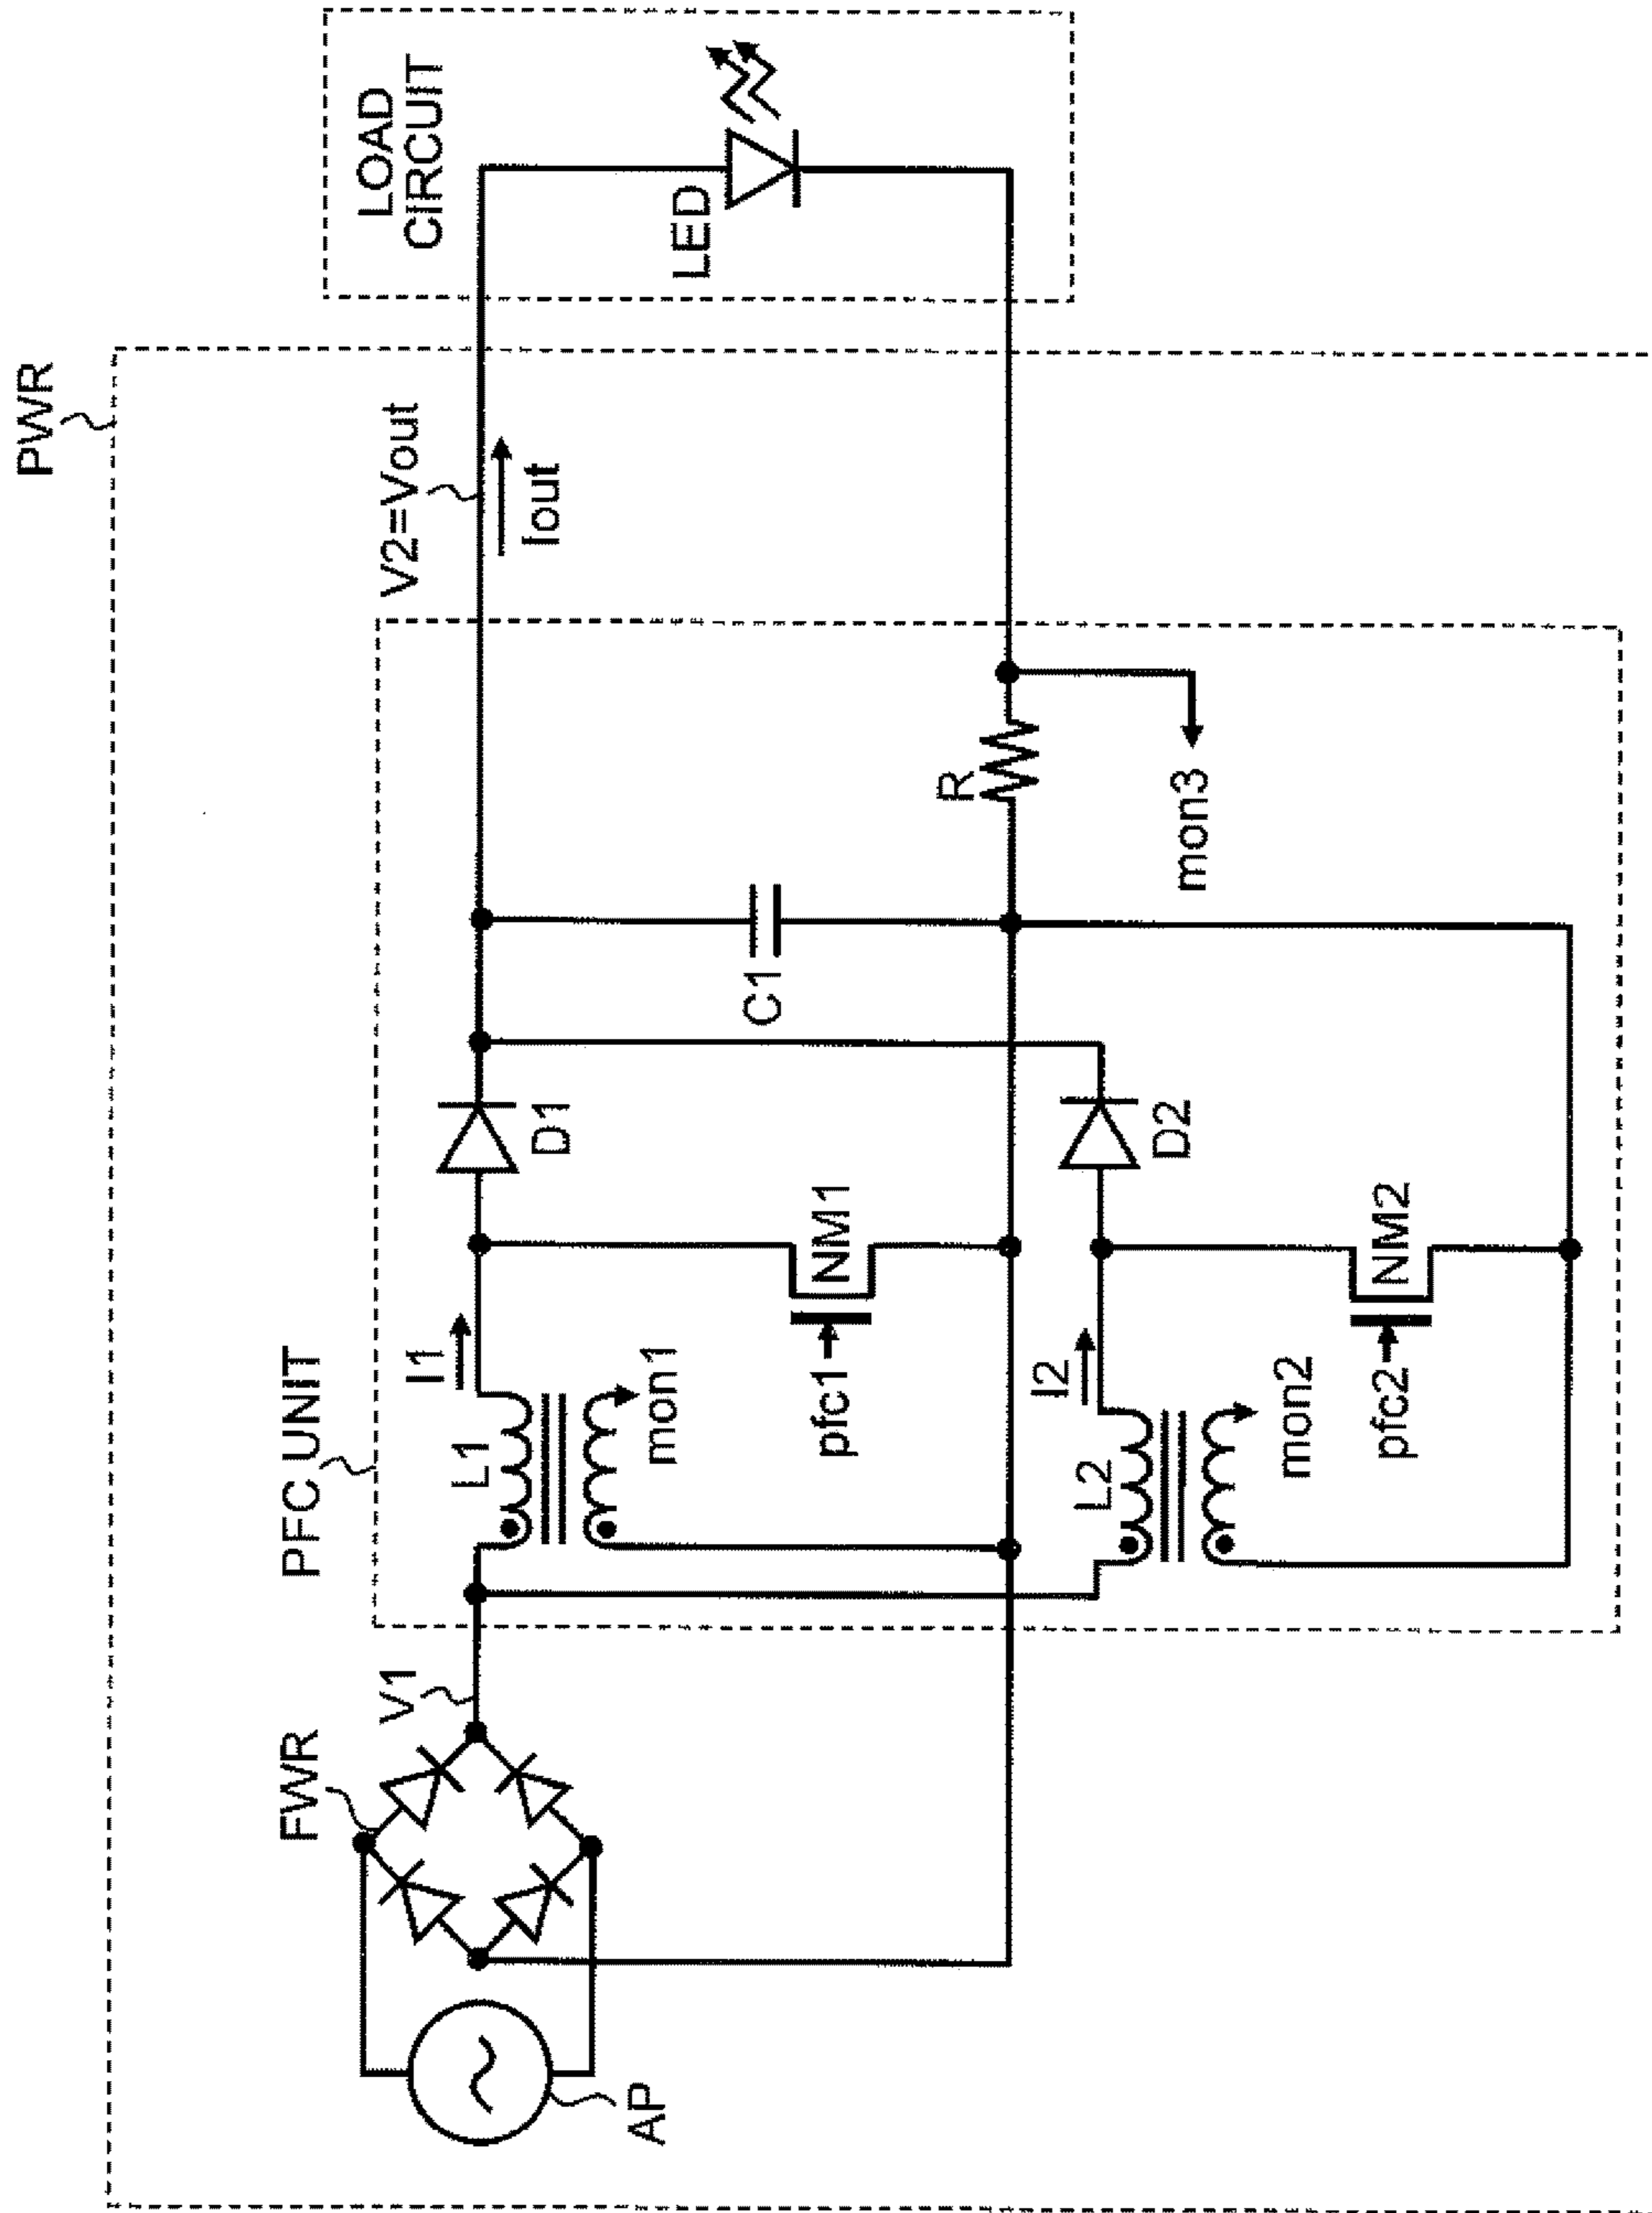 PWR
LOAD
CIRCUIT
LED
V2=Vout
Iout
PFC UNIT
FWR
V1
AP
L1
I1
mon1
D1
pfc1
NM1
C1
R
mon3
L2
I2
mon2
D2
pfc2
NM2